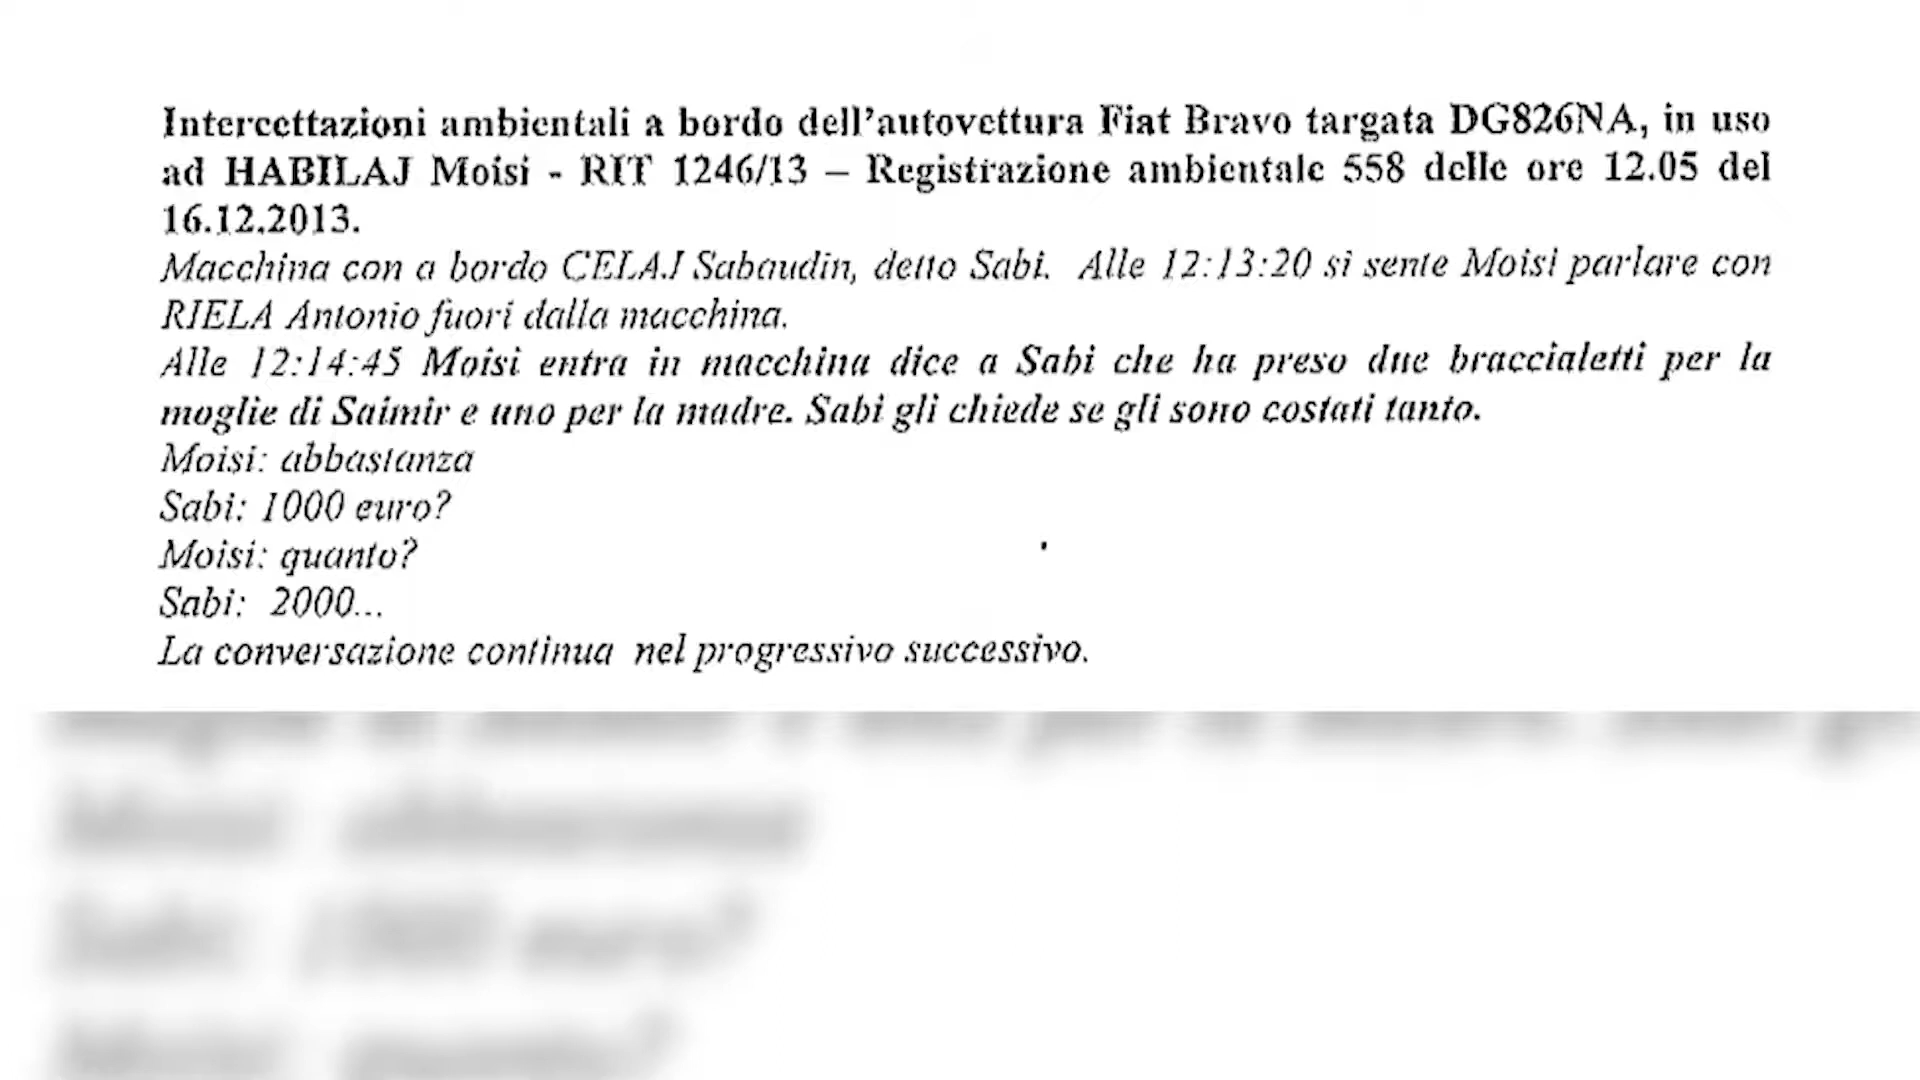 Intercettazioni ambientali a bordo dell'autovettura Fiat Bravo targata DG826NA, in uso
ad HABILAJ Moisi - RIT 1246/13 – Registrazione ambientale 558 delle ore 12.05 del
16.12.2013.
Macchina con a bordo CELAJ Sabaudin, detto Sabi. Alle 12:13:20 si sente Moisi parlare con
RIELA Antonio fuori dalla macchina.
Alle 12:14:45 Moisi entra in macchina dice a Sabi che ha preso due braccialetti per la
moglie di Saimir e uno per la madre. Sabi gli chiede se gli sono costati tanto.
Moisi: abbastanza
Sabi: 1000 euro?
Moisi: quanto?
Sabi: 2000...
La conversazione continua nel progressivo successivo.